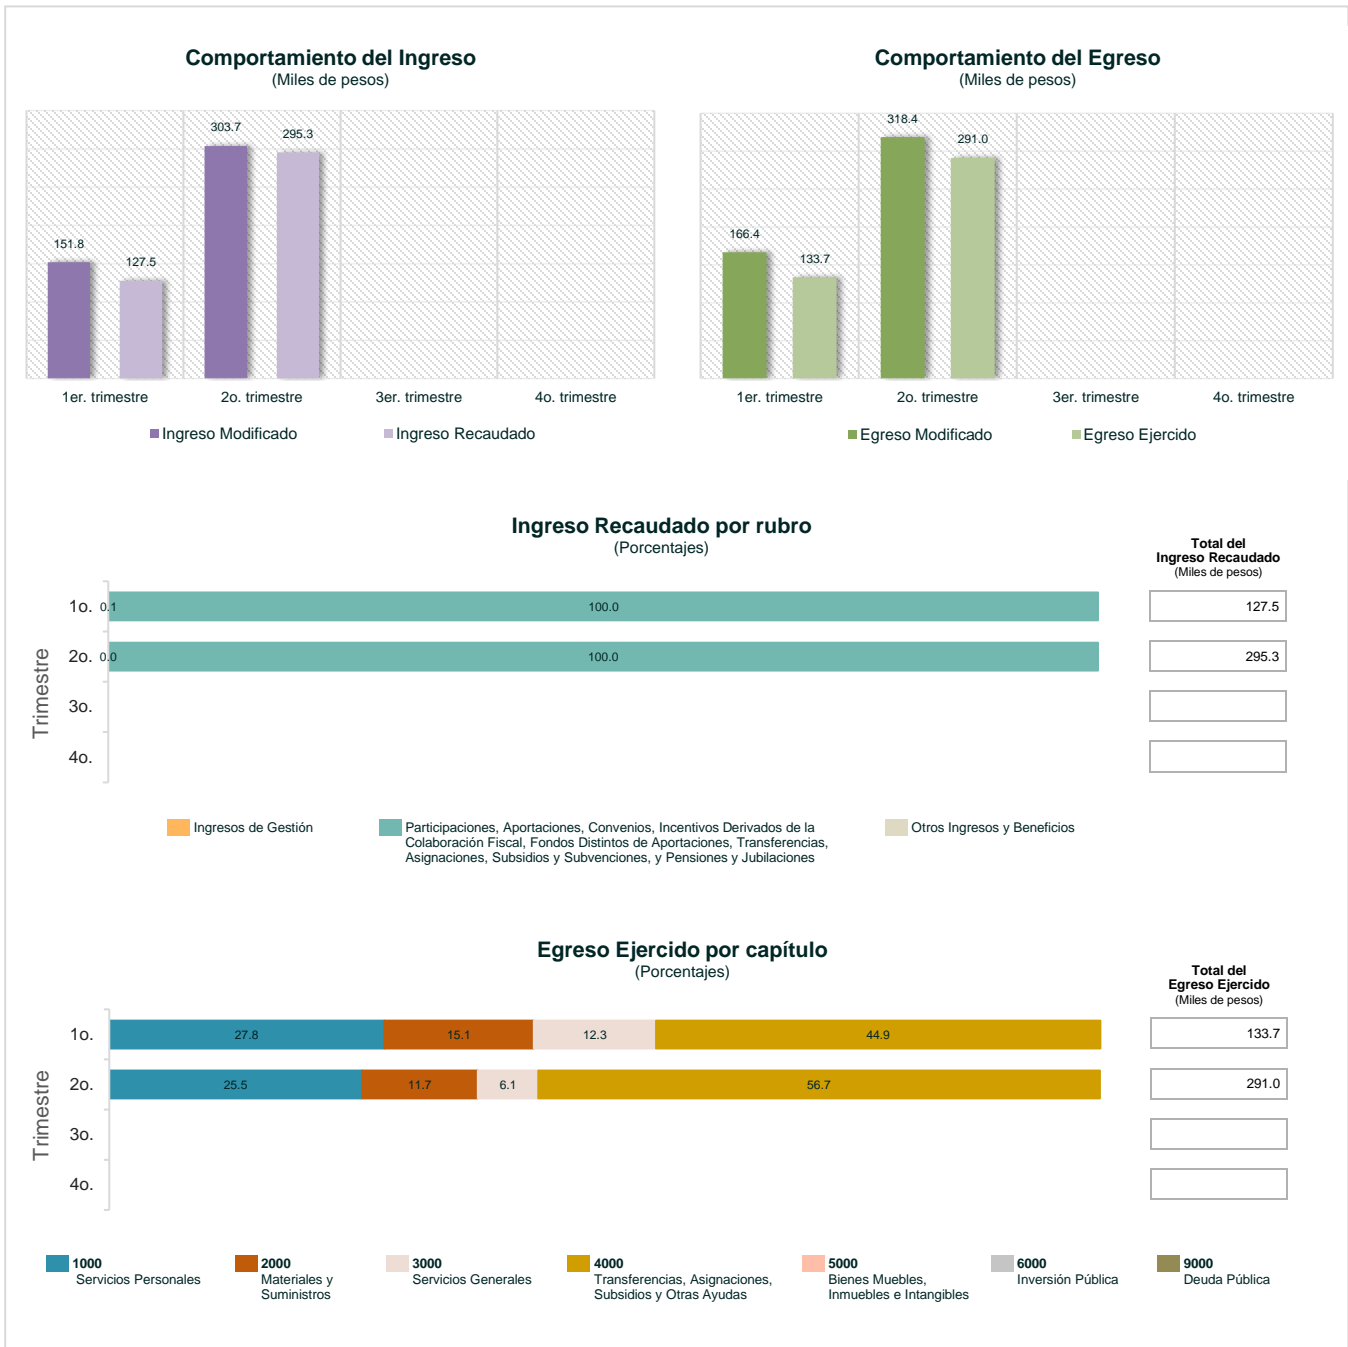 Comportamiento del Ingreso
(Miles de pesos)
303.7
295.3
151.8
127.5
1er. trimestre
2o. trimestre
3er. trimestre
4o. trimestre
Ingreso Modificado
Ingreso Recaudado
Comportamiento del Egreso
(Miles de pesos)
318.4
291.0
166.4
133.7
1er. trimestre
2o. trimestre
3er. trimestre
4o. trimestre
Egreso Modificado
Egreso Ejercido
Ingreso Recaudado por rubro
(Porcentajes)
Total del
Ingreso Recaudado
(Miles de pesos)
Trimestre
1o.
0.1
100.0
127.5
2o.
0.0
100.0
295.3
3o.
4o.
Ingresos de Gestión
Participaciones, Aportaciones, Convenios, Incentivos Derivados de la
Colaboración Fiscal, Fondos Distintos de Aportaciones, Transferencias,
Asignaciones, Subsidios y Subvenciones, y Pensiones y Jubilaciones
Otros Ingresos y Beneficios
Egreso Ejercido por capítulo
(Porcentajes)
Total del
Egreso Ejercido
(Miles de pesos)
Trimestre
1o.
27.8
15.1
12.3
44.9
133.7
2o.
25.5
11.7
6.1
56.7
291.0
3o.
4o.
1000
Servicios Personales
2000
Materiales y
Suministros
3000
Servicios Generales
4000
Transferencias, Asignaciones,
Subsidios y Otras Ayudas
5000
Bienes Muebles,
Inmuebles e Intangibles
6000
Inversión Pública
9000
Deuda Pública